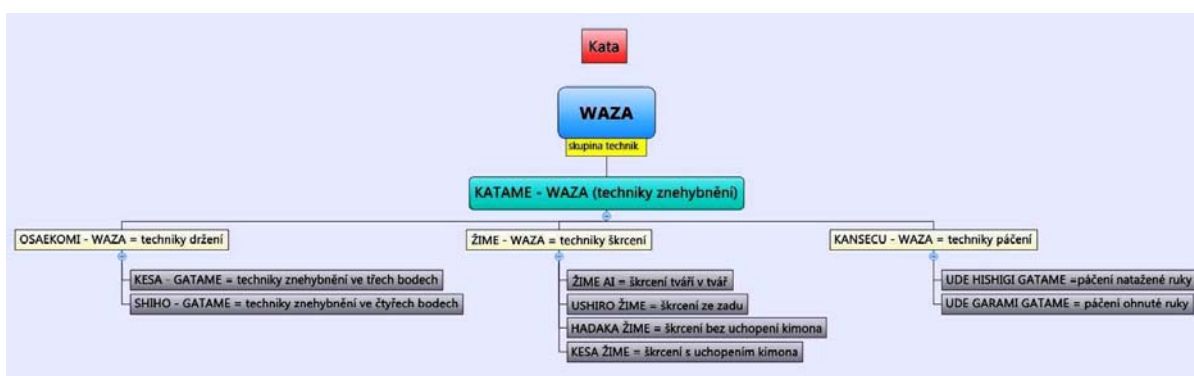 Kata
WAZA
skupina technik
KATAME - WAZA (techniky znehybnění)
OSAEKOMI - WAZA = techniky držení
KESA - GATAME = techniky znehybnění ve třech bodech
SHIHO - GATAME = techniky znehybnění ve čtyřech bodech
ŽIME - WAZA = techniky škrcení
ŽIME AI = škrcení tváří v tvář
USHIRO ŽIME = škrcení ze zadu
HADAKA ŽIME = škrcení bez uchopení kimona
KESA ŽIME = škrcení s uchopením kimona
KANSECU - WAZA = techniky páčení
UDE HISHIGI GATAME =páčení natažené ruky
UDE GARAMI GATAME = páčení ohnuté ruky